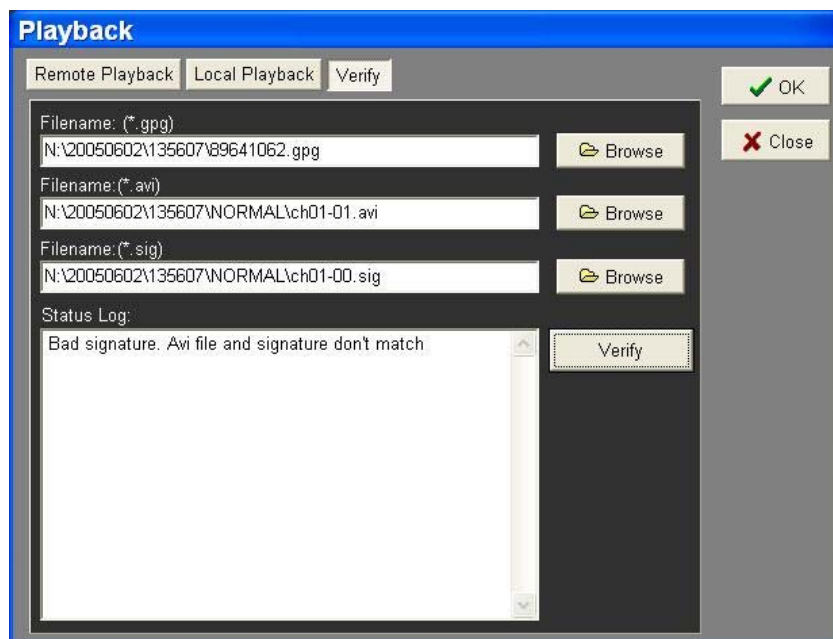 Playback
Remote Playback Local Playback Verify
OK
Close
Filename: (*.gpg)
N:\20050602\135607\89641062.gpg
Browse
Filename:(*.avi)
N:\20050602\135607\NORMAL\ch01-01.avi
Browse
Filename:(*.sig)
N:\20050602\135607\NORMAL\ch01-00.sig
Browse
Status Log:
Bad signature. Avi file and signature don't match
Verify